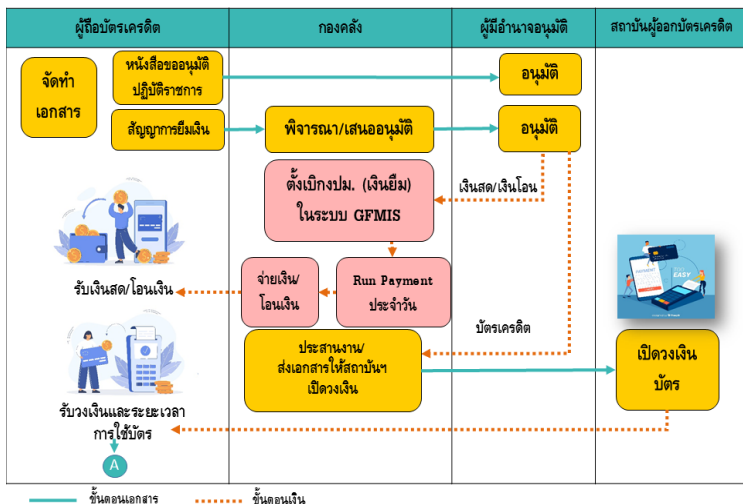 ผู้ถือบัตรเครดิต
กองคลัง
ผู้มีอำนาจอนุมัติ
สถาบันผู้ออกบัตรเครดิต
จัดทำ
เอกสาร
หนังสือขออนุมัติ
ปฏิบัติราชการ
อนุมัติ
สัญญาการยืมเงิน
พิจารณา/เสนออนุมัติ
อนุมัติ
ตั้งเบิกงปม. (เงินยืม)
ในระบบ GFMIS
เงินสด/เงินโอน
PAYMENT
EASY
รับเงินสด/โอนเงิน
จ่ายเงิน/
โอนเงิน
Run Payment
ประจำวัน
บัตรเครดิต
ประสานงาน/
ส่งเอกสารให้สถาบันฯ
เปิดวงเงิน
เปิดวงเงิน
บัตร
รับวงเงินและระยะเวลา
การใช้บัตร
A
ขั้นตอนเอกสาร
ขั้นตอนเงิน